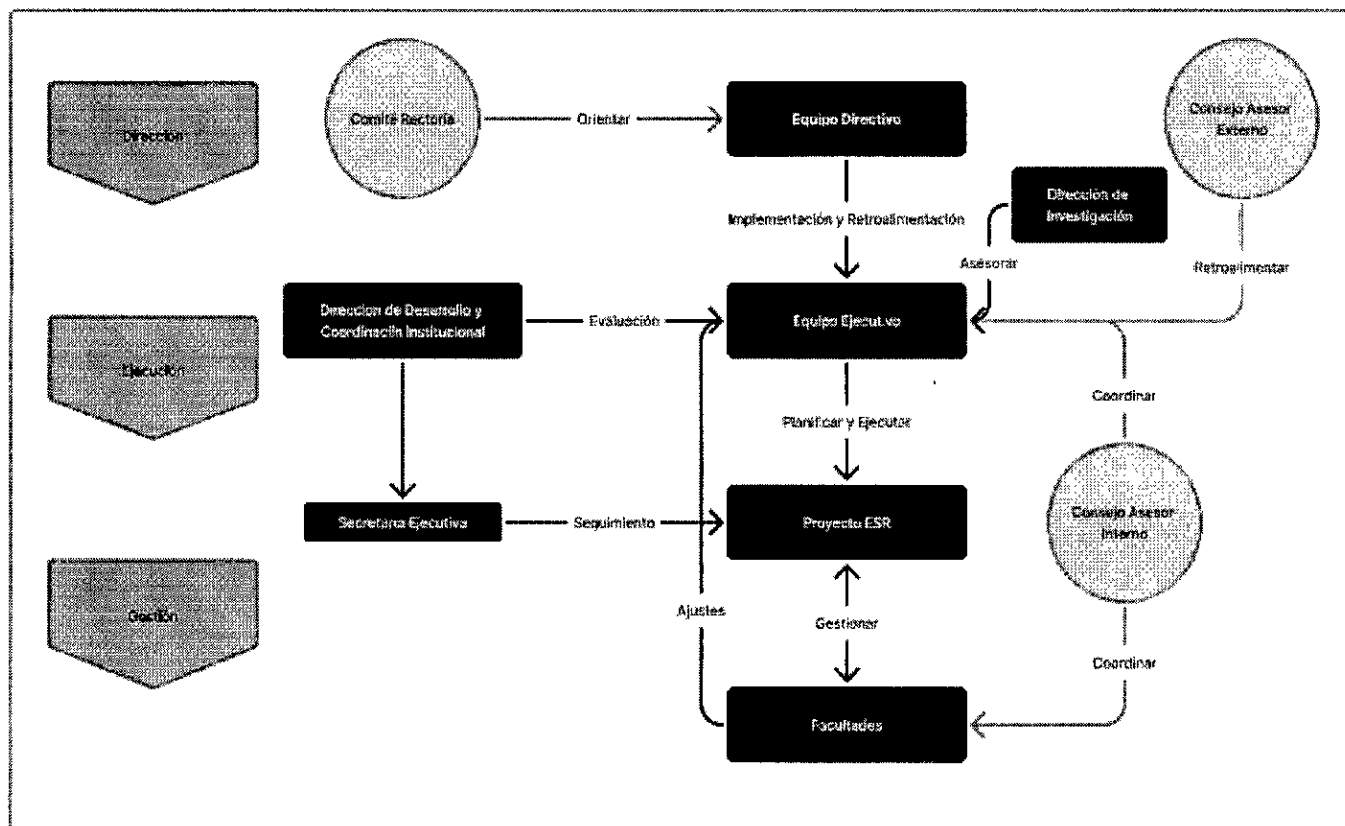 Dirección
Comité Rectoría
Orientar
Equipo Directivo
Consejo Asesor
Externo
Dirección de
Investigación
Implementación y Retroalimentación
Asesorar
Retroalimentar
Dirección de Desarrollo y
Coordinación Institucional
Evaluación
Equipo Ejecutivo
Ejecución
Planificar y Ejecutar
Coordinar
Secretaria Ejecutiva
Seguimiento
Proyecto ESR
Consejo Asesor
Interno
Gestión
Ajustes
Gestionar
Coordinar
Facultades